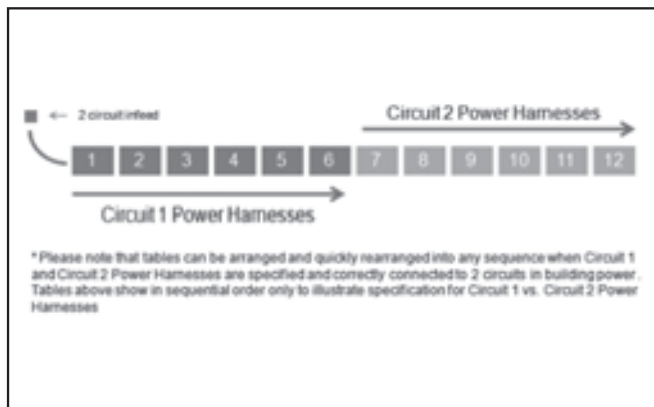 Circuit 2 Power Harnesses
← 2 circuit infeed
1 2 3 4 5 6 7 8 9 10 11 12
Circuit 1 Power Harnesses
* Please note that tables can be arranged and quickly rearranged into any sequence when Circuit 1
and Circuit 2 Power Harnesses are specified and correctly connected to 2 circuits in building power.
Tables above show in sequential order only to illustrate specification for Circuit 1 vs. Circuit 2 Power
Harnesses